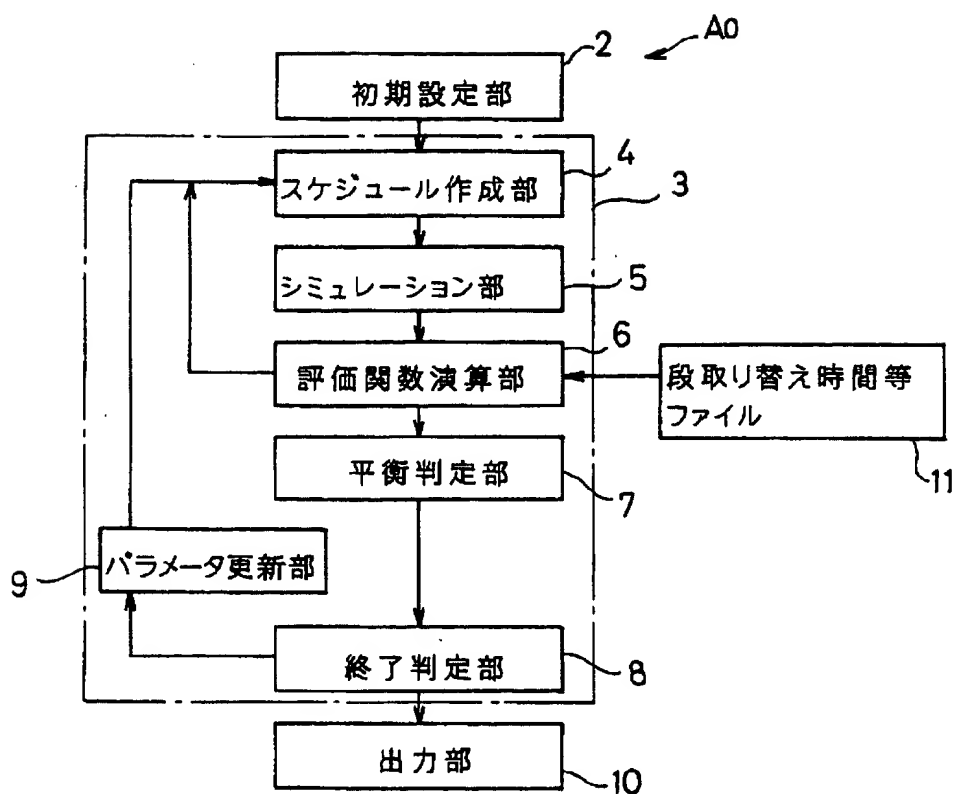 A0
2
初期設定部
4
スケジュール作成部
3
シミュレーション部
5
6
評価関数演算部
段取り替え時間等
ファイル
平衡判定部
7
11
9
パラメータ更新部
終了判定部
8
出力部
10